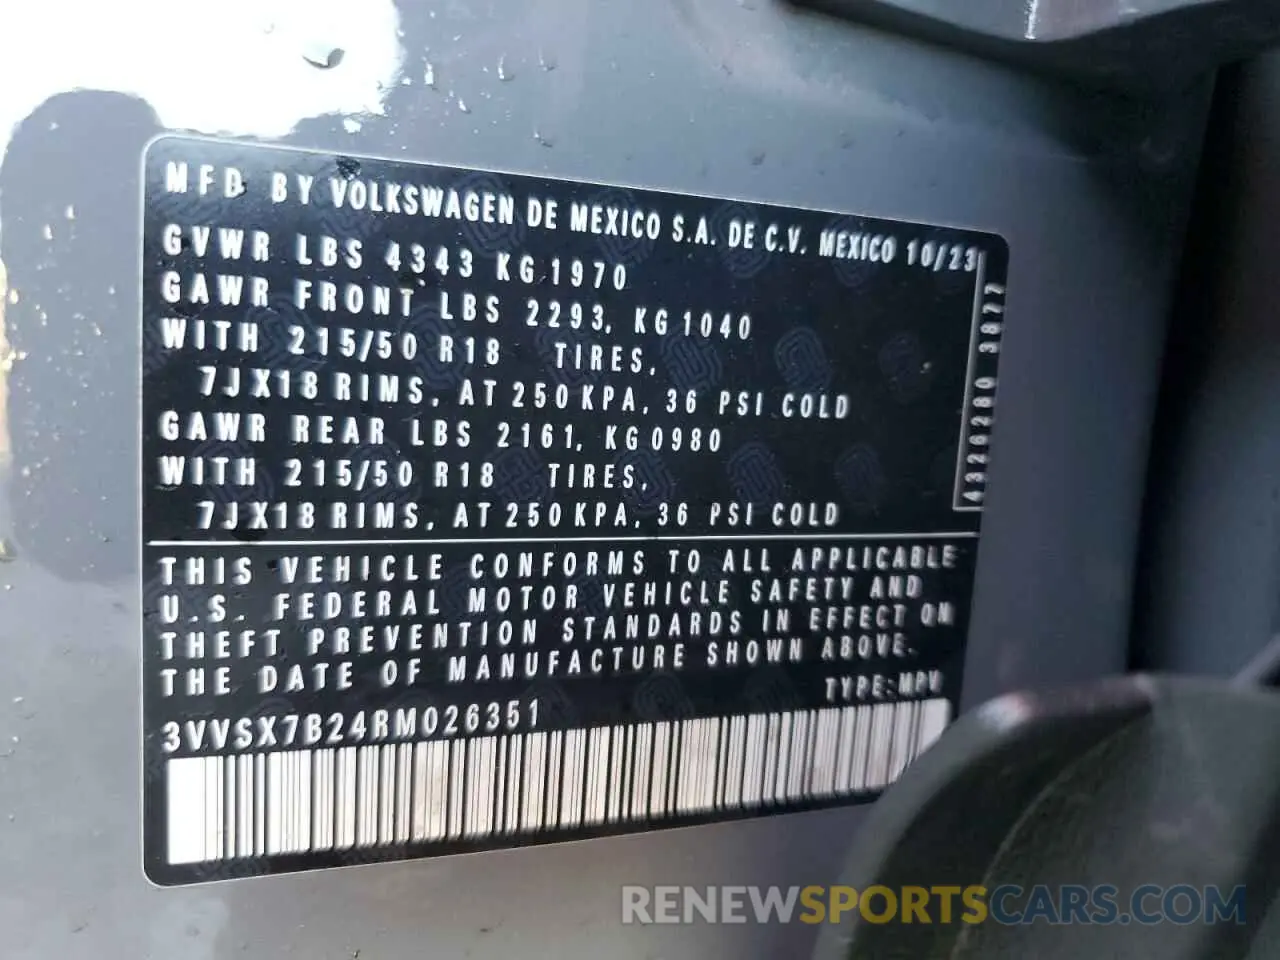 MFD BY VOLKSWAGEN DE MEXICO S.A. DE C.V. MEXICO 10/23
GVWR LBS 4343 KG 1970
GAWR FRONT LBS 2293, KG 1040
WITH 215/50 R18 TIRES,
7JX18 RIMS, AT 250 KPA, 36 PSI COLD
GAWR REAR LBS 2161, KG 0980
WITH 215/50 R18 TIRES,
7JX18 RIMS, AT 250 KPA, 36 PSI COLD
4326280 3877
THIS VEHICLE CONFORMS TO ALL APPLICABLE
U.S. FEDERAL MOTOR VEHICLE SAFETY AND
THEFT PREVENTION STANDARDS IN EFFECT ON
THE DATE OF MANUFACTURE SHOWN ABOVE.
TYPE:MPV
3VVSX7B24RM026351
RENEWSPORTSCARS.COM